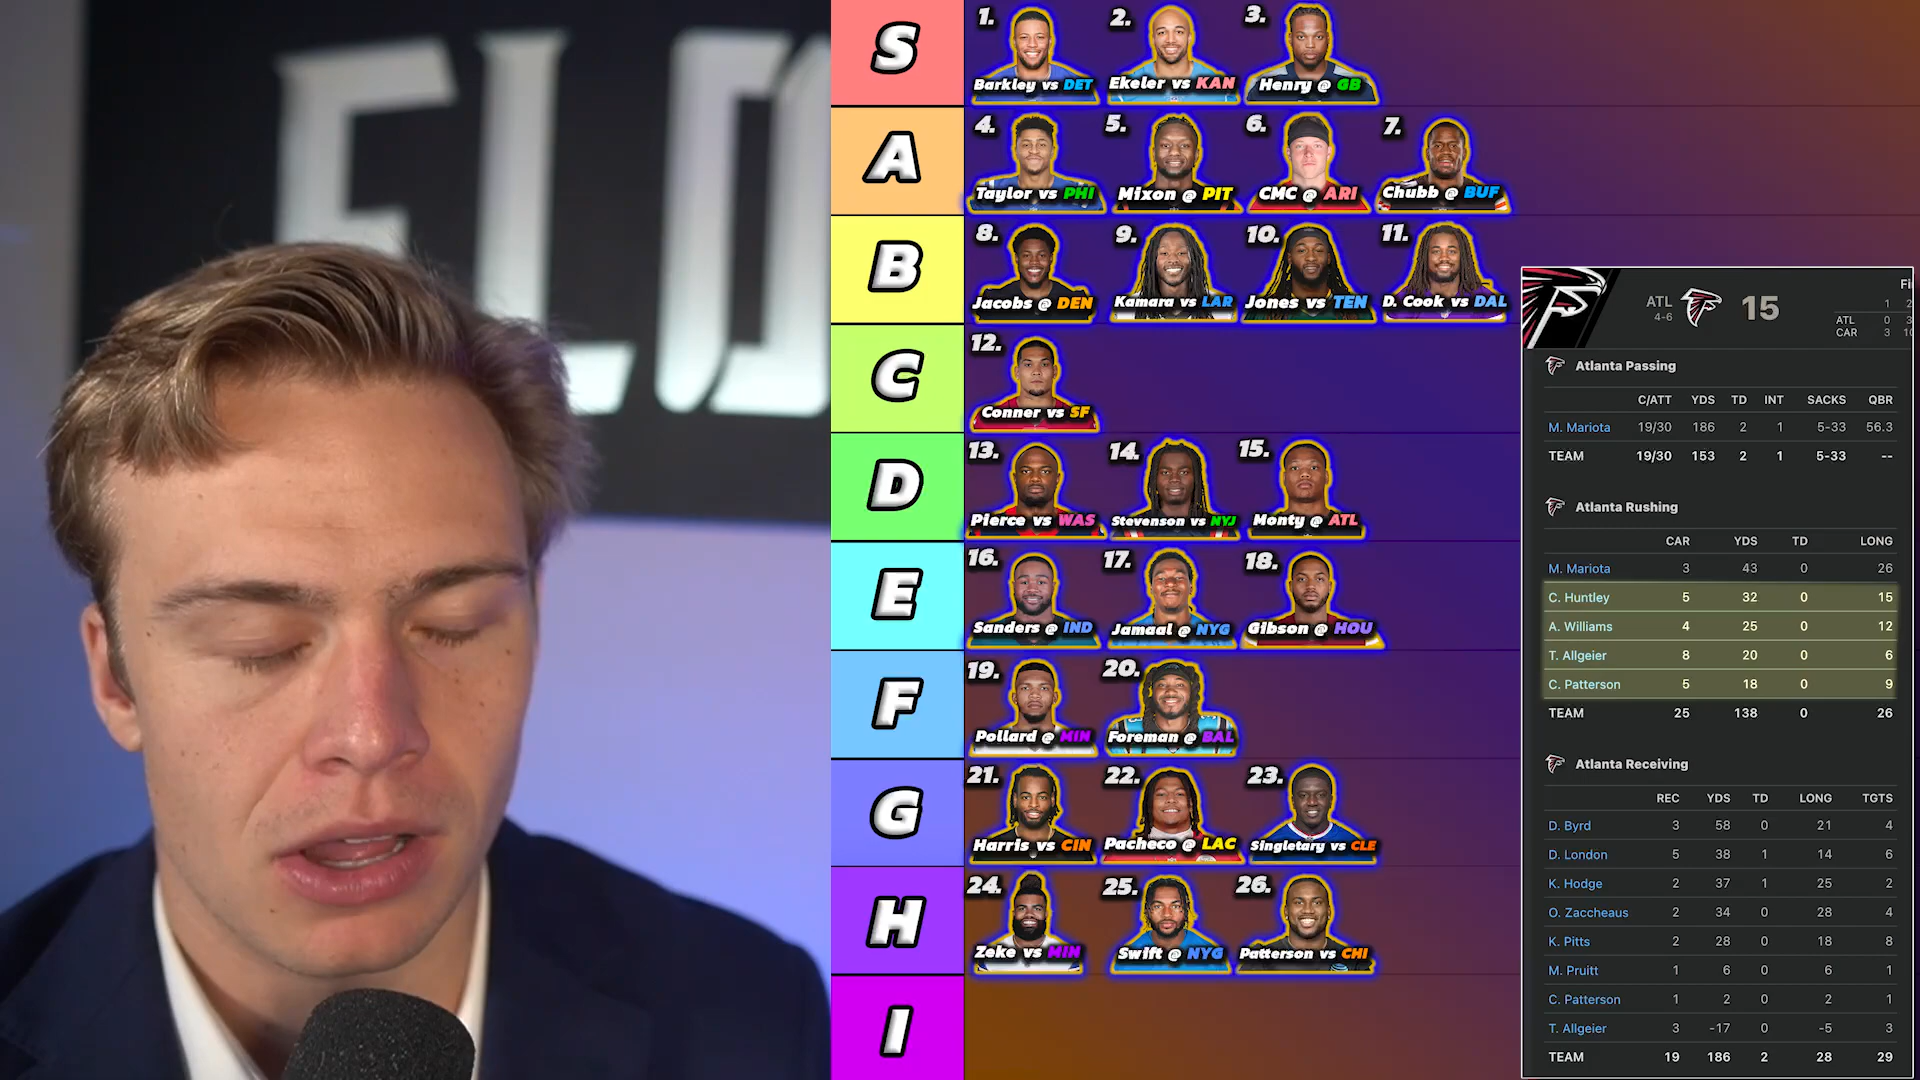 FLO
S
1.
2.
3.
Barkley vs DET
Ekeler vs KAN
Henry @ GB
A
4.
5.
6.
7.
Taylor vs PHI
Mixon @ PIT
CMC @ ARI
Chubb @ BUF
B
8.
9.
10.
11.
Jacobs @ DEN
Kamara vs LAR
Jones vs TEN
D. Cook vs DAL
C
12.
Conner vs SF
D
13.
14.
15.
Pierce vs WAS
Stevenson vs NYJ
Monty @ ATL
E
16.
17.
18.
Sanders @ IND
Jamaal @ NYG
Gibson @ HOU
F
19.
20.
Pollard @ MIN
Foreman @ BAL
G
21.
22.
23.
Harris vs CIN
Pacheco @ LAC
Singletary vs CLE
H
24.
25.
26.
Zeke vs MIN
Swift @ NYG
Patterson vs CHI
I
ATL
4-6
15
1
ATL 0
CAR 3
Atlanta Passing
C/ATT YDS TD INT SACKS QBR
M. Mariota 19/30 186 2 1 5-33 56.3
TEAM 19/30 153 2 1 5-33 --
Atlanta Rushing
CAR YDS TD LONG
M. Mariota 3 43 0 26
C. Huntley 5 32 0 15
A. Williams 4 25 0 12
T. Allgeier 8 20 0 6
C. Patterson 5 18 0 9
TEAM 25 138 0 26
Atlanta Receiving
REC YDS TD LONG TGTS
D. Byrd 3 58 0 21 4
D. London 5 38 1 14 6
K. Hodge 2 37 1 25 2
O. Zaccheaus 2 34 0 28 4
K. Pitts 2 28 0 18 8
M. Pruitt 1 6 0 6 1
C. Patterson 1 2 0 2 1
T. Allgeier 3 -17 0 -5 3
TEAM 19 186 2 28 29